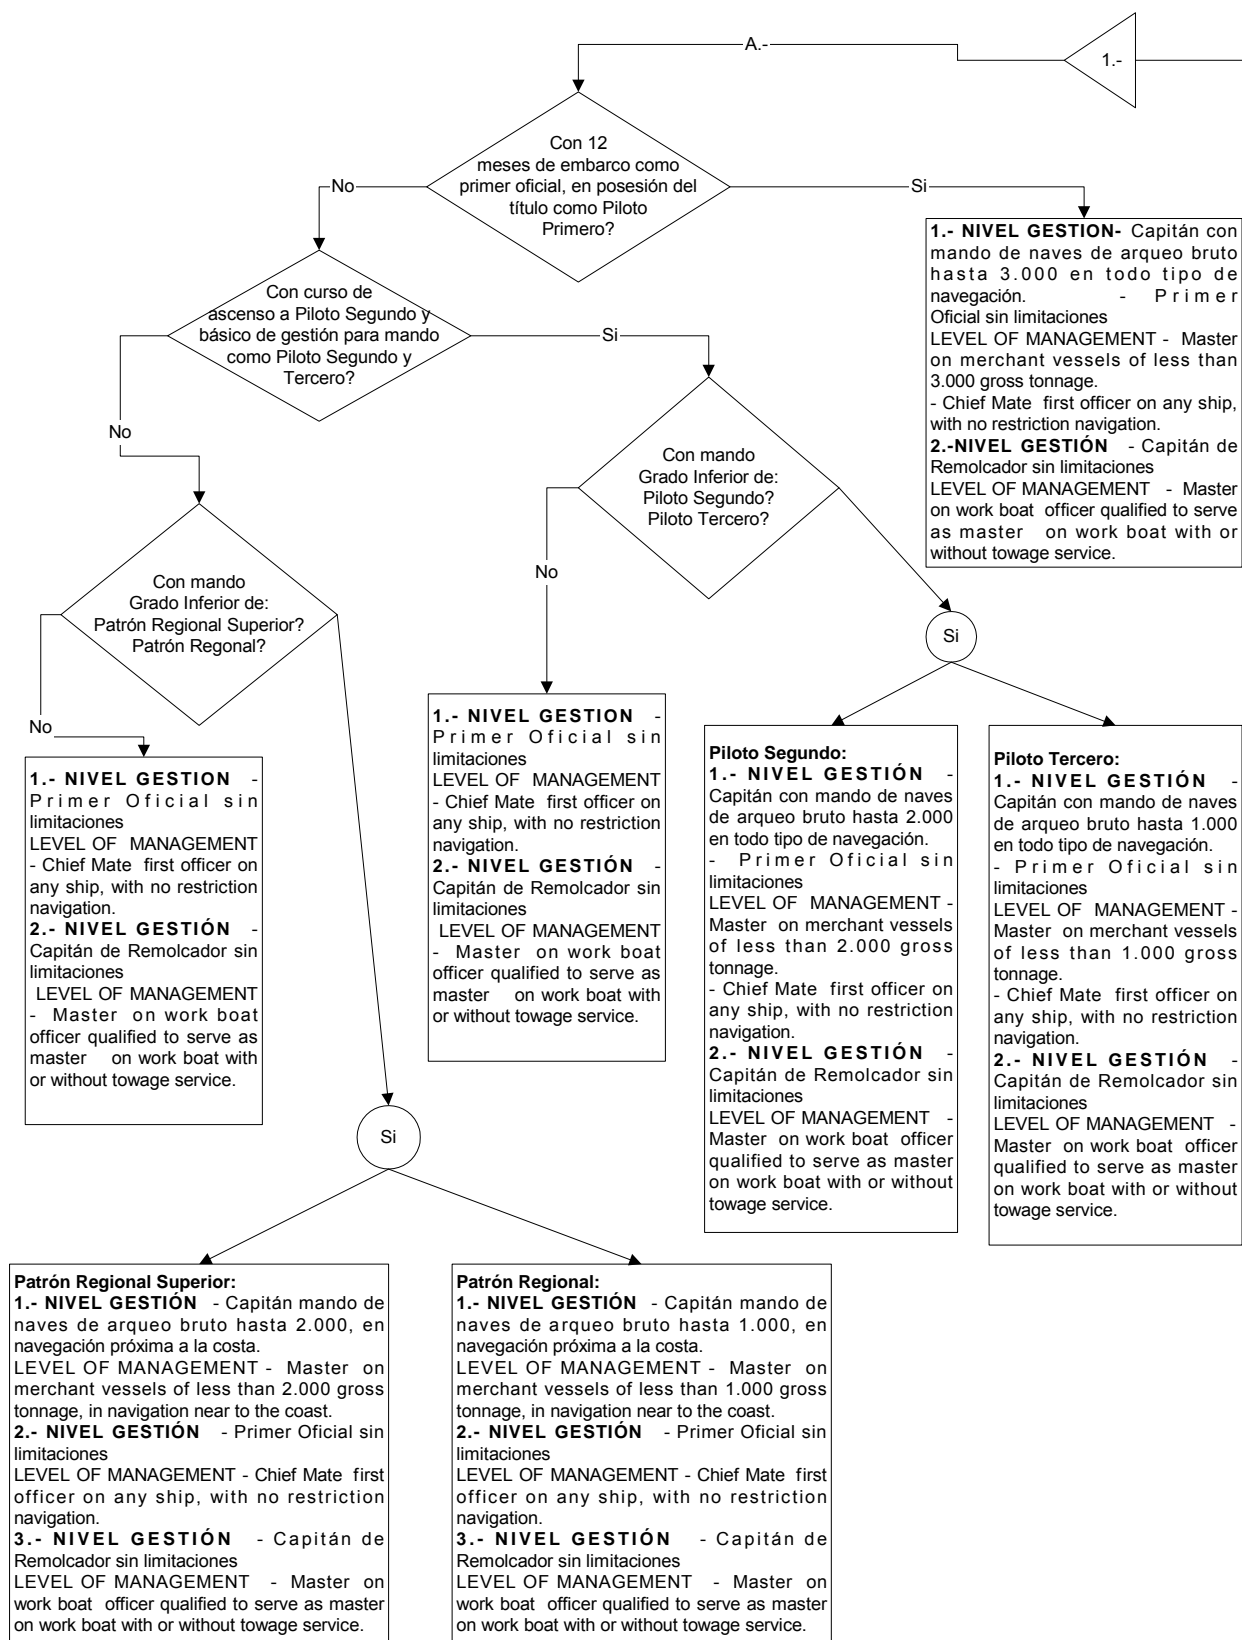 A.-
1.-
Con 12
meses de embarco como
primer oficial, en posesión del
título como Piloto
Primero?
No
Si
1.- NIVEL GESTION- Capitán con
mando de naves de arqueo bruto
hasta 3.000 en todo tipo de
navegación. - Primer
Oficial sin limitaciones
LEVEL OF MANAGEMENT - Master
on merchant vessels of less than
3.000 gross tonnage.
- Chief Mate first officer on any ship,
with no restriction navigation.
2.-NIVEL GESTIÓN - Capitán de
Remolcador sin limitaciones
LEVEL OF MANAGEMENT - Master
on work boat officer qualified to serve
as master on work boat with or
without towage service.
Con curso de
ascenso a Piloto Segundo y
básico de gestión para mando
como Piloto Segundo y
Tercero?
Si
No
Con mando
Grado Inferior de:
Piloto Segundo?
Piloto Tercero?
No
Si
Con mando
Grado Inferior de:
Patrón Regional Superior?
Patrón Regonal?
No
1.- NIVEL GESTION -
Primer Oficial sin
limitaciones
LEVEL OF MANAGEMENT
- Chief Mate first officer on
any ship, with no restriction
navigation.
2.- NIVEL GESTIÓN -
Capitán de Remolcador sin
limitaciones
LEVEL OF MANAGEMENT
- Master on work boat
officer qualified to serve as
master on work boat with
or without towage service.
1.- NIVEL GESTION -
Primer Oficial sin
limitaciones
LEVEL OF MANAGEMENT
- Chief Mate first officer on
any ship, with no restriction
navigation.
2.- NIVEL GESTIÓN -
Capitán de Remolcador sin
limitaciones
LEVEL OF MANAGEMENT
- Master on work boat
officer qualified to serve as
master on work boat with
or without towage service.
Piloto Segundo:
1.- NIVEL GESTIÓN -
Capitán con mando de naves
de arqueo bruto hasta 2.000
en todo tipo de navegación.
- Primer Oficial sin
limitaciones
LEVEL OF MANAGEMENT -
Master on merchant vessels
of less than 2.000 gross
tonnage.
- Chief Mate first officer on
any ship, with no restriction
navigation.
2.- NIVEL GESTIÓN -
Capitán de Remolcador sin
limitaciones
LEVEL OF MANAGEMENT -
Master on work boat officer
qualified to serve as master
on work boat with or without
towage service.
Piloto Tercero:
1.- NIVEL GESTIÓN -
Capitán con mando de naves
de arqueo bruto hasta 1.000
en todo tipo de navegación.
- Primer Oficial sin
limitaciones
LEVEL OF MANAGEMENT -
Master on merchant vessels
of less than 1.000 gross
tonnage.
- Chief Mate first officer on
any ship, with no restriction
navigation.
2.- NIVEL GESTIÓN -
Capitán de Remolcador sin
limitaciones
LEVEL OF MANAGEMENT -
Master on work boat officer
qualified to serve as master
on work boat with or without
towage service.
Si
Patrón Regional Superior:
1.- NIVEL GESTIÓN - Capitán mando de
naves de arqueo bruto hasta 2.000, en
navegación próxima a la costa.
LEVEL OF MANAGEMENT - Master on
merchant vessels of less than 2.000 gross
tonnage, in navigation near to the coast.
2.- NIVEL GESTIÓN - Primer Oficial sin
limitaciones
LEVEL OF MANAGEMENT - Chief Mate first
officer on any ship, with no restriction
navigation.
3.- NIVEL GESTIÓN - Capitán de
Remolcador sin limitaciones
LEVEL OF MANAGEMENT - Master on
work boat officer qualified to serve as master
on work boat with or without towage service.
Patrón Regional:
1.- NIVEL GESTIÓN - Capitán mando de
naves de arqueo bruto hasta 1.000, en
navegación próxima a la costa.
LEVEL OF MANAGEMENT - Master on
merchant vessels of less than 1.000 gross
tonnage, in navigation near to the coast.
2.- NIVEL GESTIÓN - Primer Oficial sin
limitaciones
LEVEL OF MANAGEMENT - Chief Mate first
officer on any ship, with no restriction
navigation.
3.- NIVEL GESTIÓN - Capitán de
Remolcador sin limitaciones
LEVEL OF MANAGEMENT - Master on
work boat officer qualified to serve as master
on work boat with or without towage service.